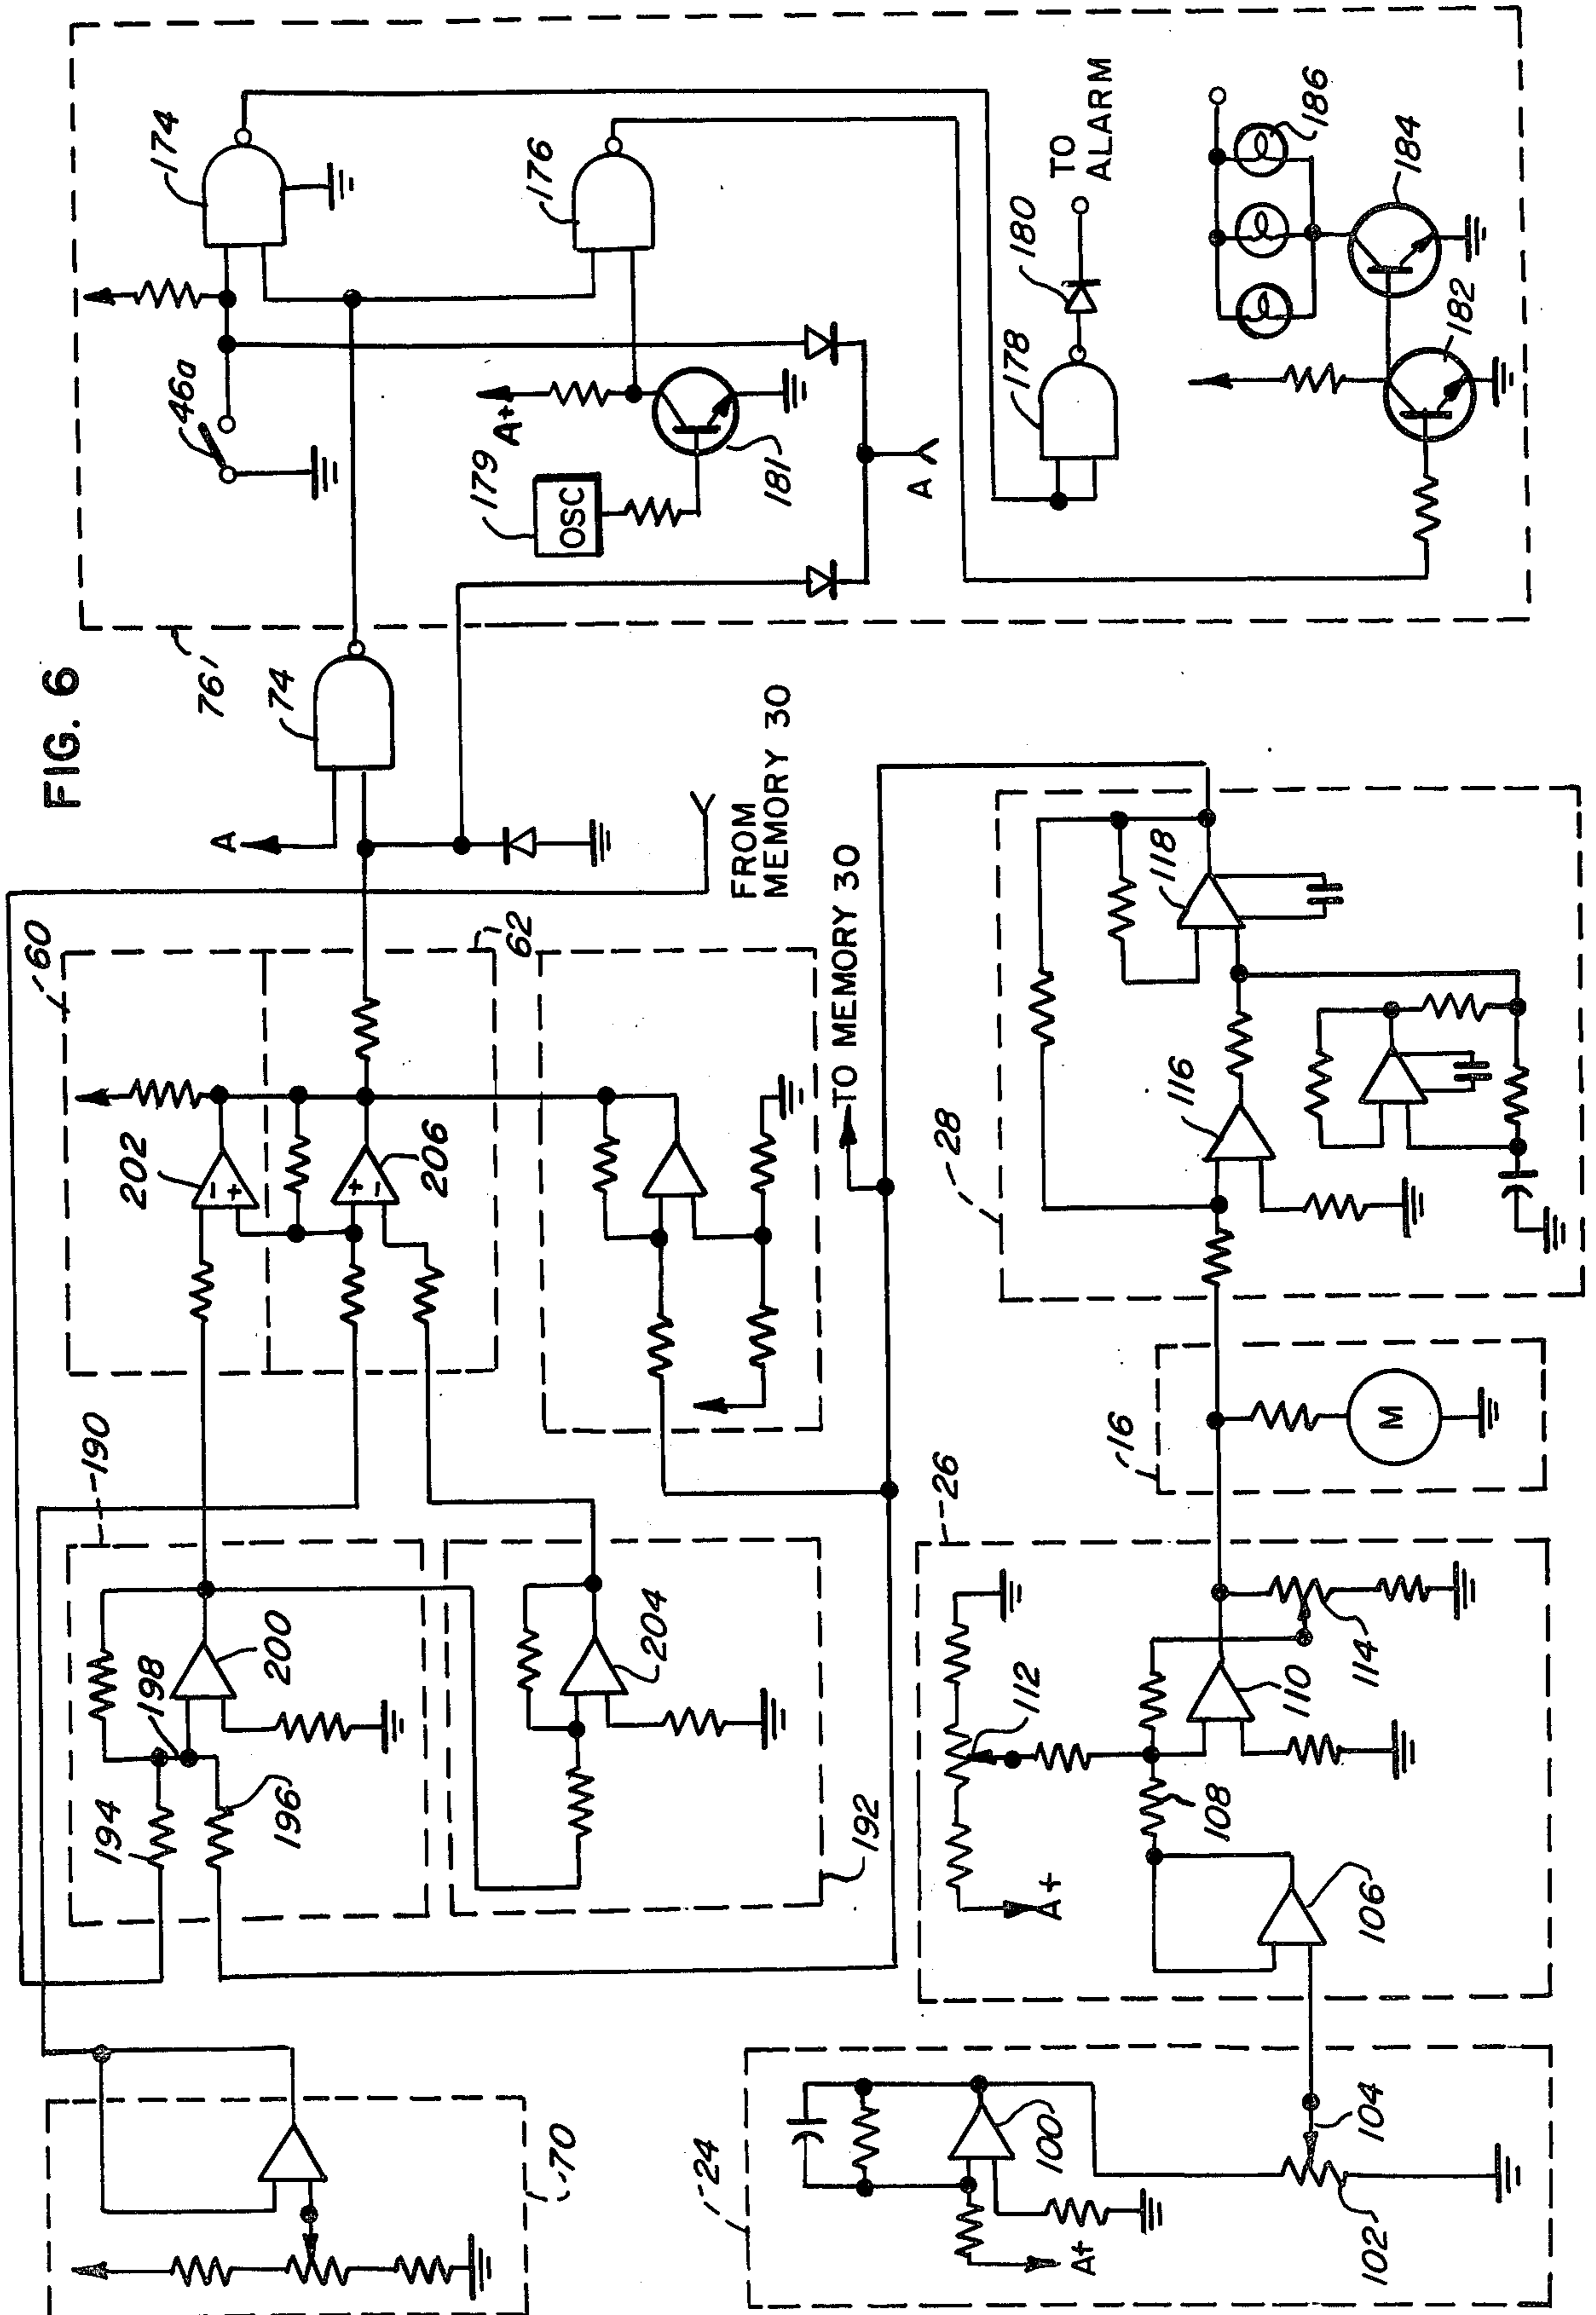 FIG. 6
174
46a
176
186
TO
ALARM
A+
179
OSC
181
180
178
184
182
A
76'
74
A
FROM
MEMORY 30
60
62
202
206
TO MEMORY 30
118
28
116
190
16
M
26
198
200
194
196
204
192
112
114
110
108
A+
106
70
24
100
104
102
A+